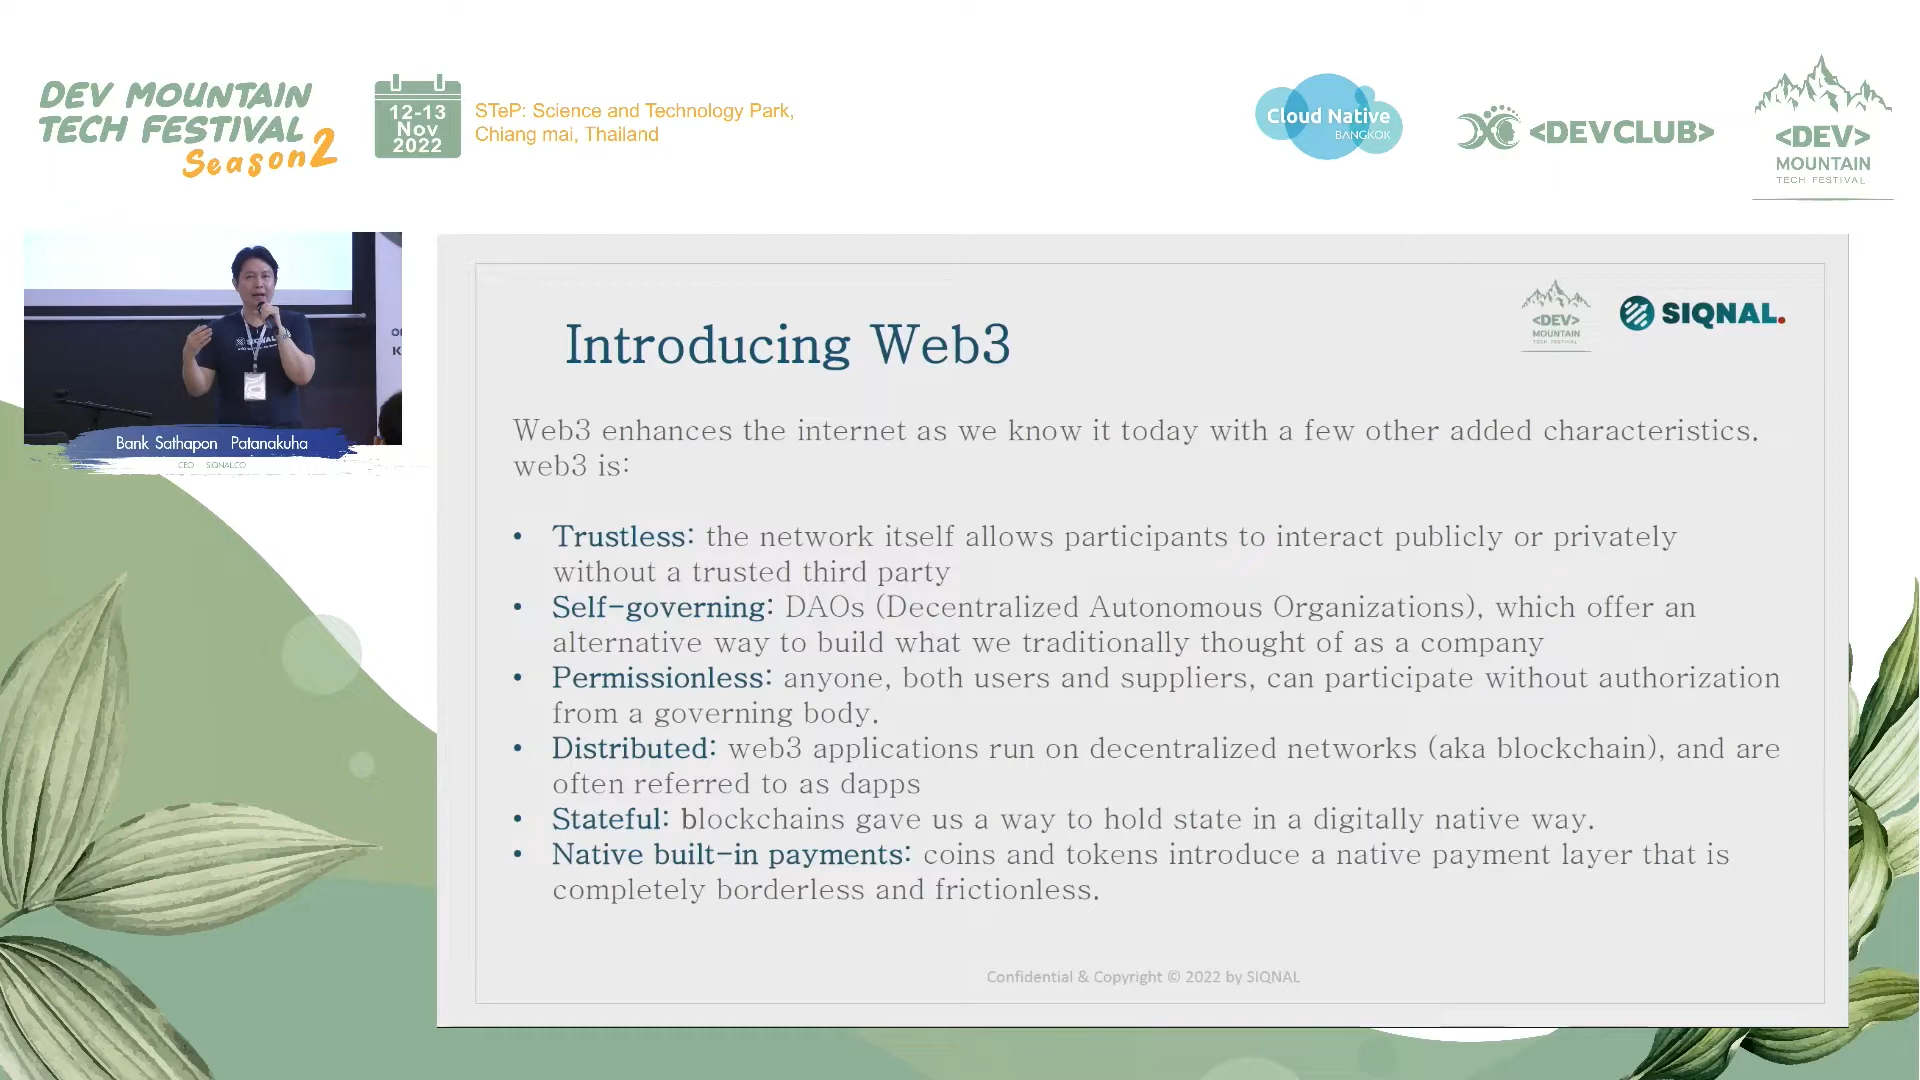 DEV MOUNTAIN
TECH FESTIVAL
Season 2
12-13
Nov
2022
STeP: Science and Technology Park,
Chiang mai, Thailand
Cloud Native
BANGKOK
<DEVCLUB>
<DEV>
MOUNTAIN
TECH FESTIVAL
SIQNAL
Bank Sathapon Patanakuha
CEO SIQNAL.CO
<DEV>
MOUNTAIN
TECH FESTIVAL
SIQNAL.
Introducing Web3
Web3 enhances the internet as we know it today with a few other added characteristics.
web3 is:
• Trustless: the network itself allows participants to interact publicly or privately
without a trusted third party
• Self-governing: DAOs (Decentralized Autonomous Organizations), which offer an
alternative way to build what we traditionally thought of as a company
• Permissionless: anyone, both users and suppliers, can participate without authorization
from a governing body.
• Distributed: web3 applications run on decentralized networks (aka blockchain), and are
often referred to as dapps
• Stateful: blockchains gave us a way to hold state in a digitally native way.
• Native built-in payments: coins and tokens introduce a native payment layer that is
completely borderless and frictionless.
Confidential & Copyright © 2022 by SIQNAL